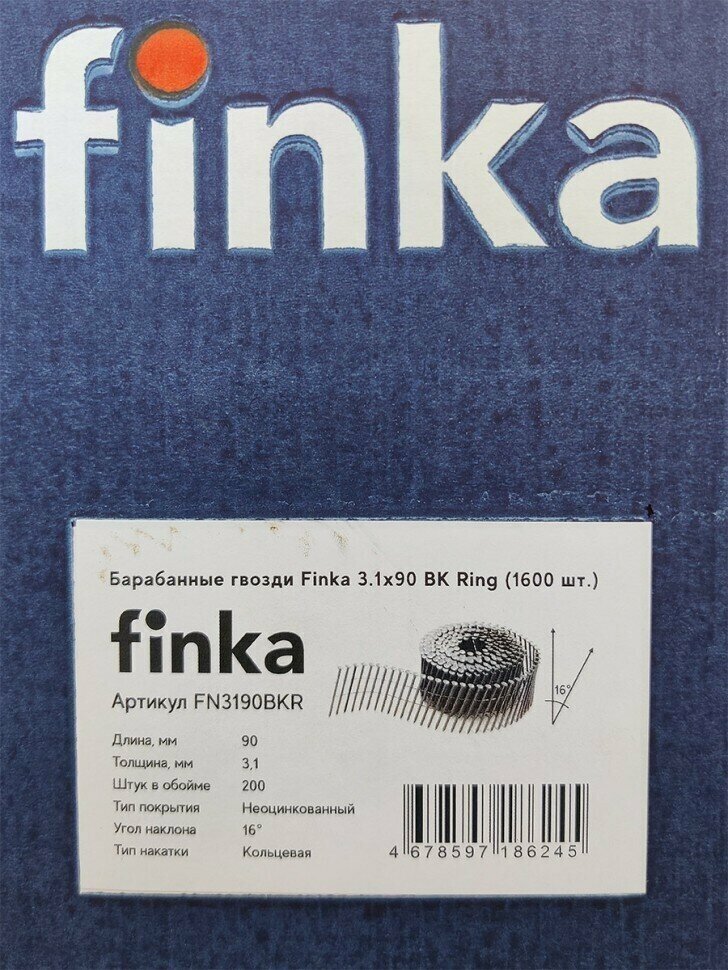 finka
Барабанные гвозди Finka 3.1x90 BK Ring (1600 шт.)
finka
Артикул FN3190BKR
16°
Длина, мм 90
Толщина, мм 3,1
Штук в обойме 200
Тип покрытия Неоцинкованный
Угол наклона 16°
Тип накатки Кольцевая
4 678597 186245